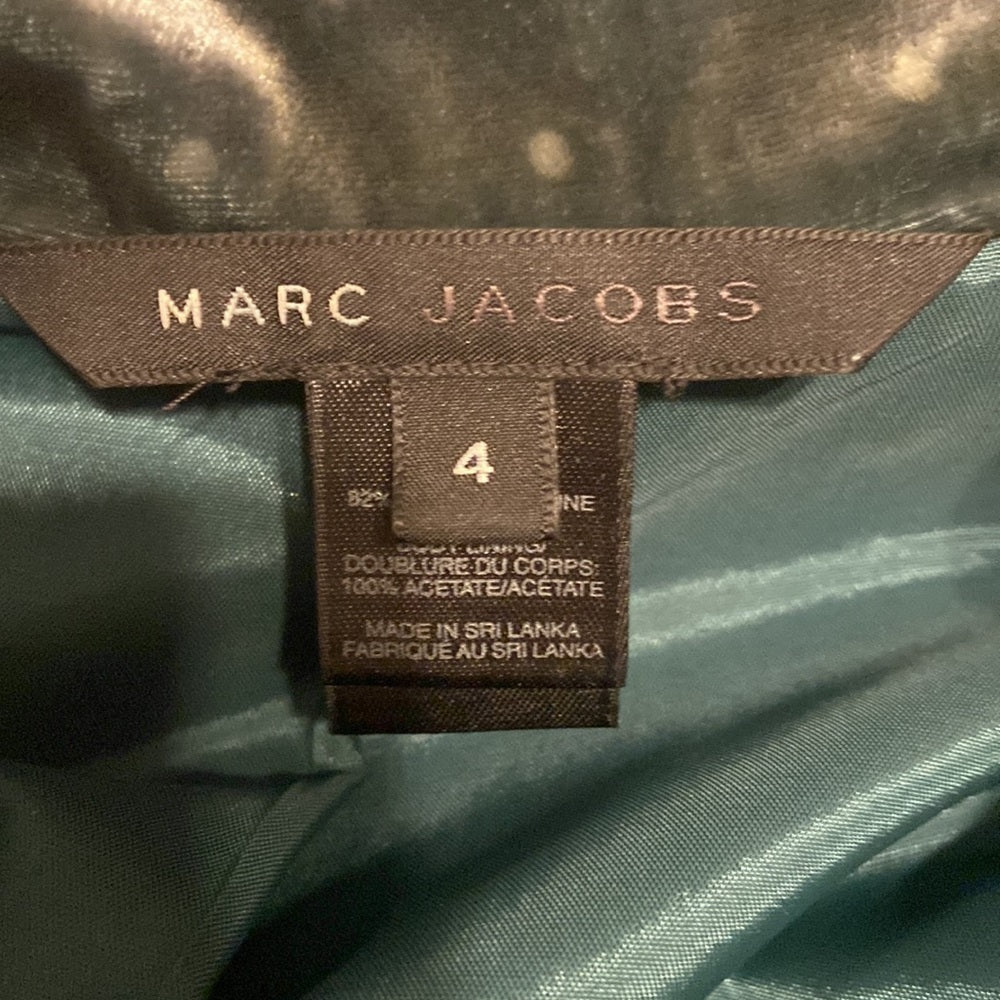 MARC JACOBS
4
DOUBLURE DU CORPS:
100% ACETATE/ACÉTATE
MADE IN SRI LANKA
FABRIQUÉ AU SRI LANKA